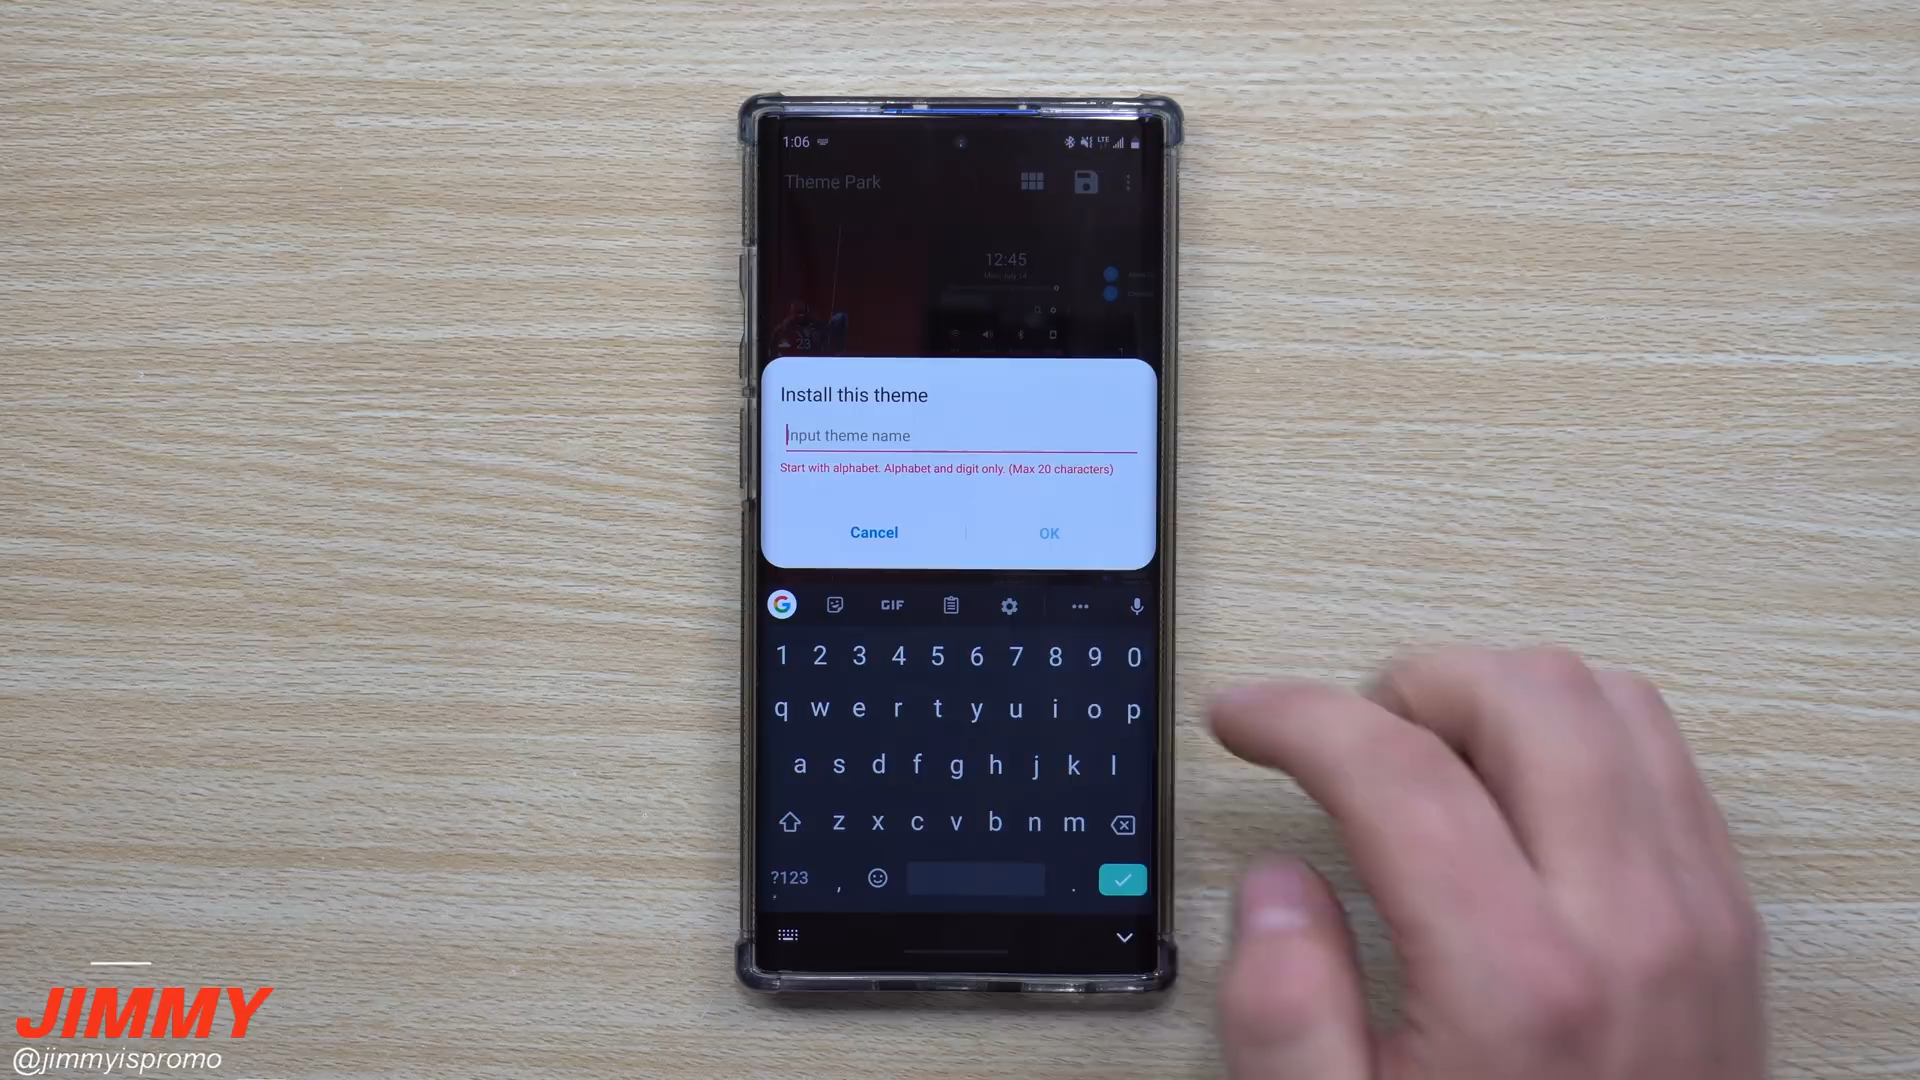 1:06
LTE
Theme Park
12:45
23
Install this theme
Input theme name
Start with alphabet. Alphabet and digit only. (Max 20 characters)
Cancel
OK
G
GIF
1 2 3 4 5 6 7 8 9 0
q w e r t y u i o p
a s d f g h j k l
z x c v b n m
?123 , .
JIMMY
@jimmyispromo